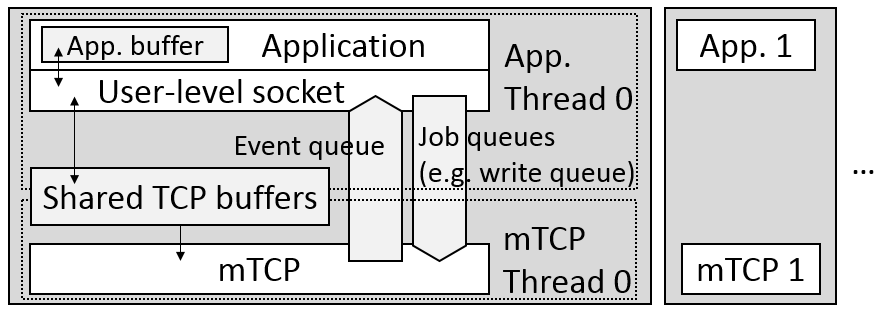 App. buffer
Application
User-level socket
App.
Thread 0
Event queue
Job queues
(e.g. write queue)
Shared TCP buffers
mTCP
mTCP
Thread 0
App. 1
mTCP 1
...